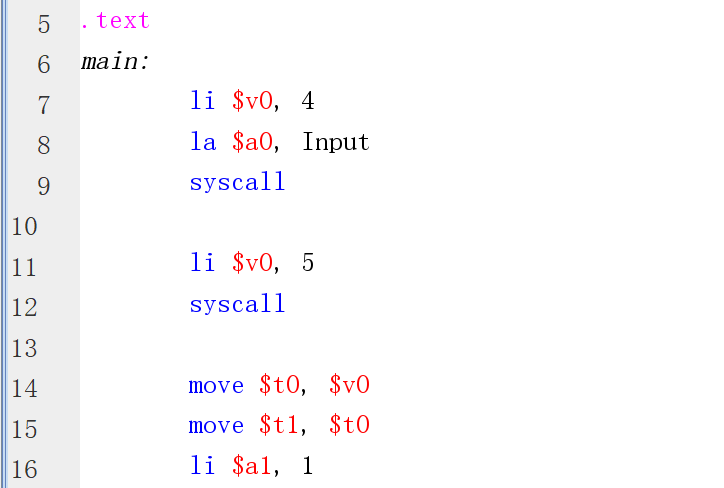 5 .text
6 main:
7 li $v0, 4
8 la $a0, Input
9 syscall
10
11 li $v0, 5
12 syscall
13
14 move $t0, $v0
15 move $t1, $t0
16 li $a1, 1